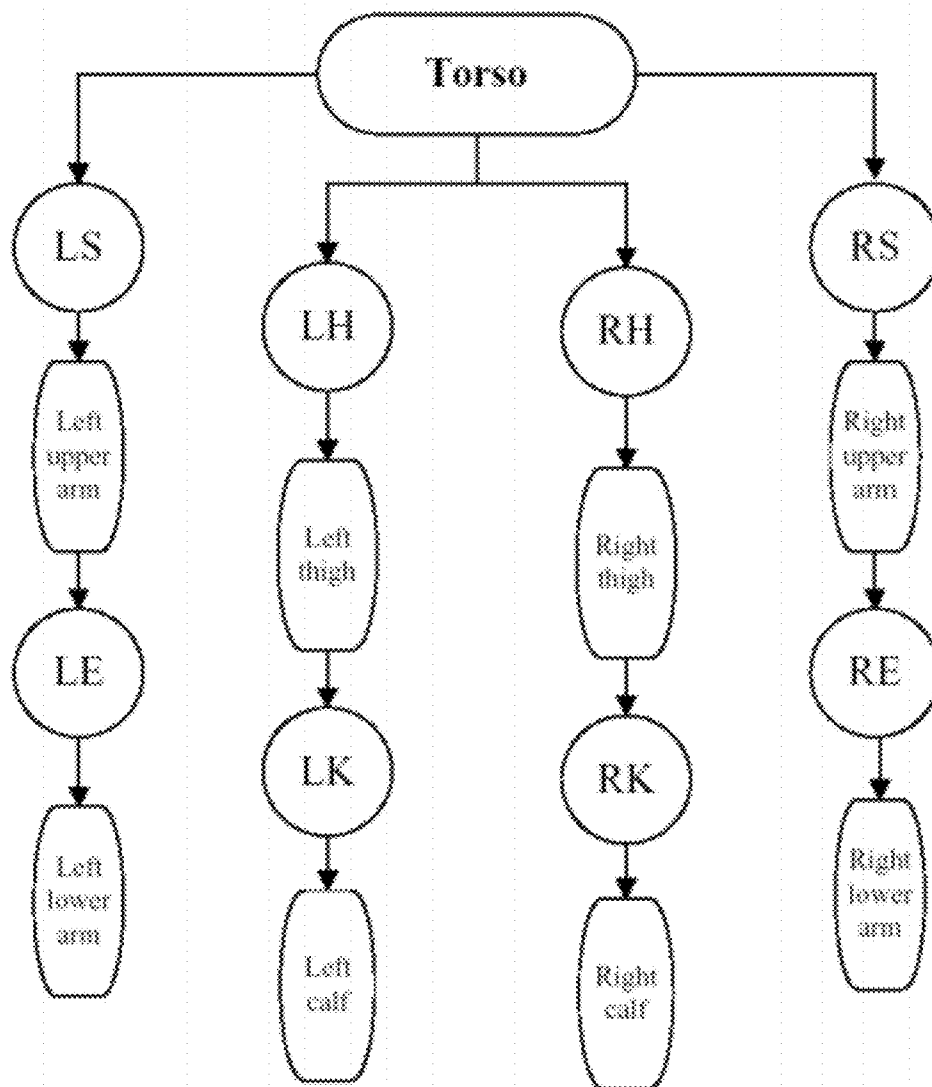 Torso
LS
RS
LH
RH
Left
upper
arm
Right
upper
arm
Left
thigh
Right
thigh
LE
RE
LK
RK
Left
lower
arm
Right
lower
arm
Left
calf
Right
calf